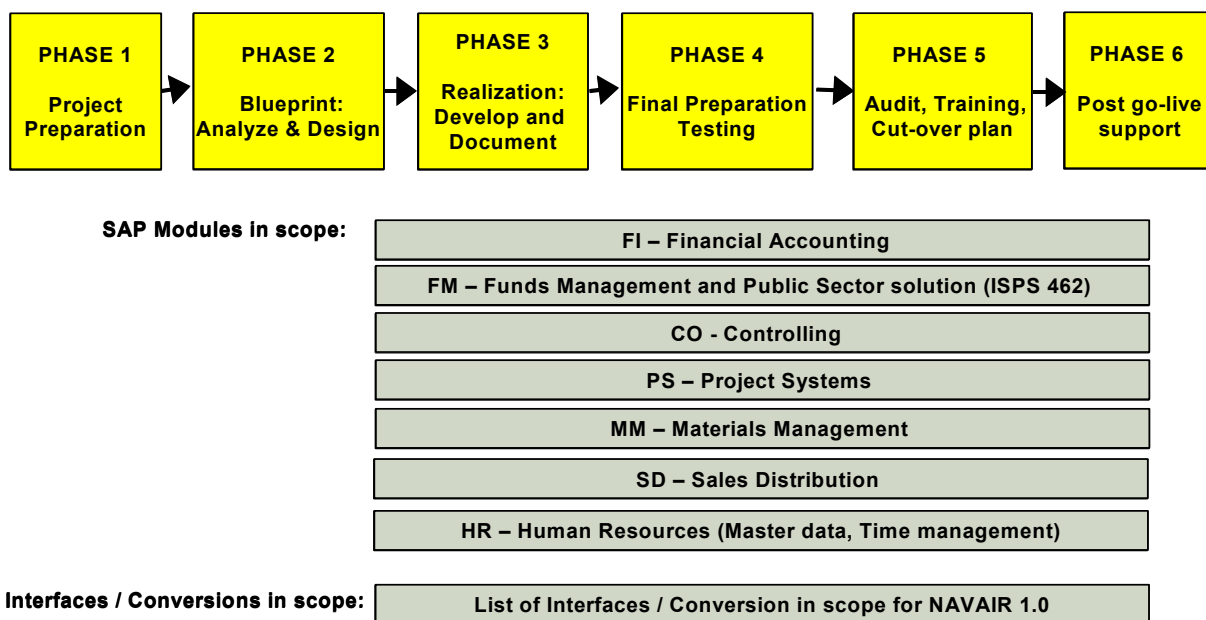 PHASE 1
Project
Preparation
PHASE 2
Blueprint:
Analyze & Design
PHASE 3
Realization:
Develop and
Document
PHASE 4
Final Preparation
Testing
PHASE 5
Audit, Training,
Cut-over plan
PHASE 6
Post go-live
support
SAP Modules in scope:
FI – Financial Accounting
FM – Funds Management and Public Sector solution (ISPS 462)
CO - Controlling
PS – Project Systems
MM – Materials Management
SD – Sales Distribution
HR – Human Resources (Master data, Time management)
Interfaces / Conversions in scope:
List of Interfaces / Conversion in scope for NAVAIR 1.0